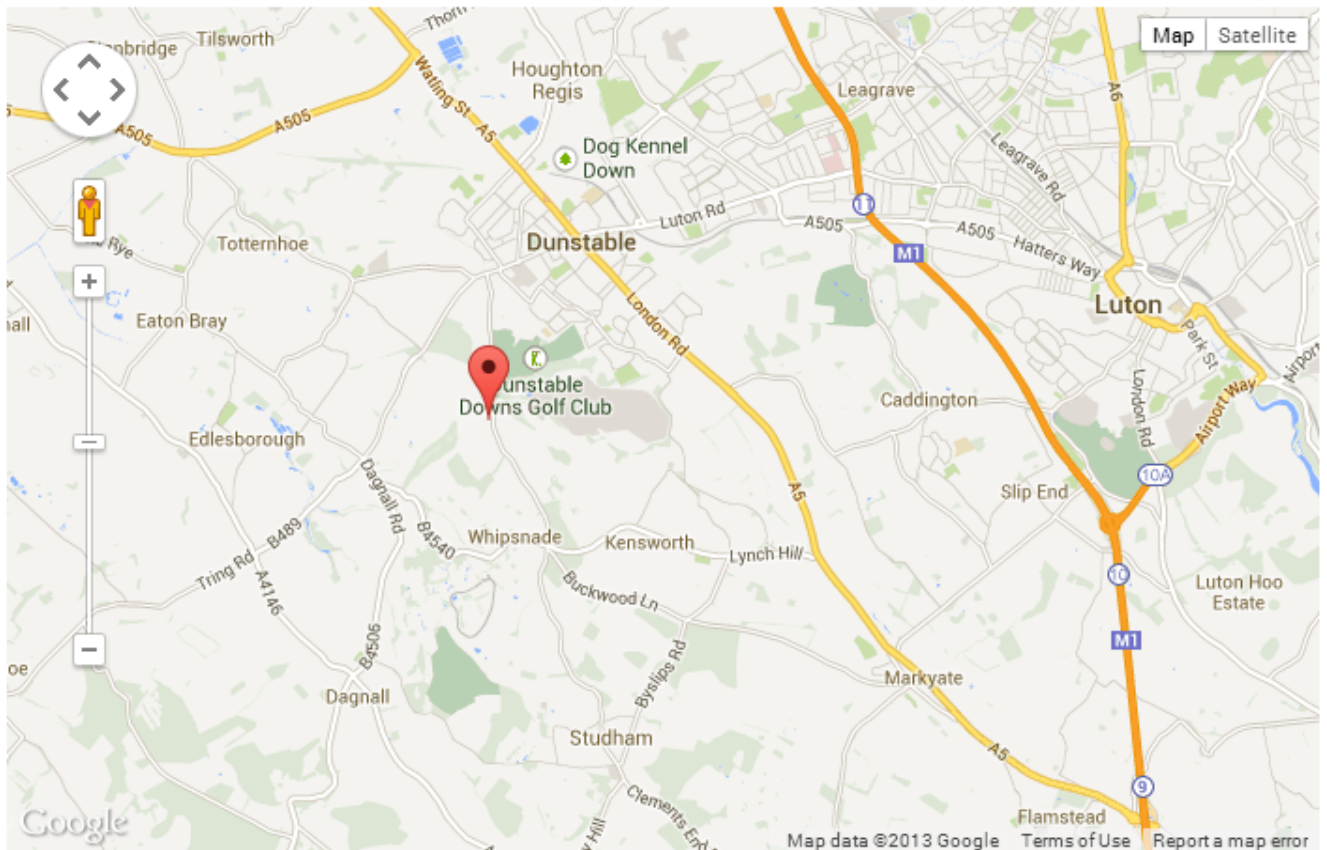 Map
Satellite
Tilsworth
Houghton
Regis
Leagrave
A6
Watling St
A5
A505
A505
Dog Kennel
Down
Leagrave Rd
Luton Rd
11
A505
A505
Hatters Way
Rye
Totternhoe
Dunstable
M1
Luton
Eaton Bray
London Rd
Park St
Airport
Dunstable
Downs Golf Club
Caddington
London Rd
Airport Way
Edlesborough
Dagnall Rd
10A
A5
Slip End
B489
B4540
Whipsnade
Kensworth
Lynch Hill
Tring Rd
A4146
Buckwood Ln
10
Luton Hoo
Estate
B4506
M1
Byslips Rd
Markyate
Dagnall
Studham
A5
9
Clements End
Hill
Flamstead
Google
Map data ©2013 Google
Terms of Use
Report a map error